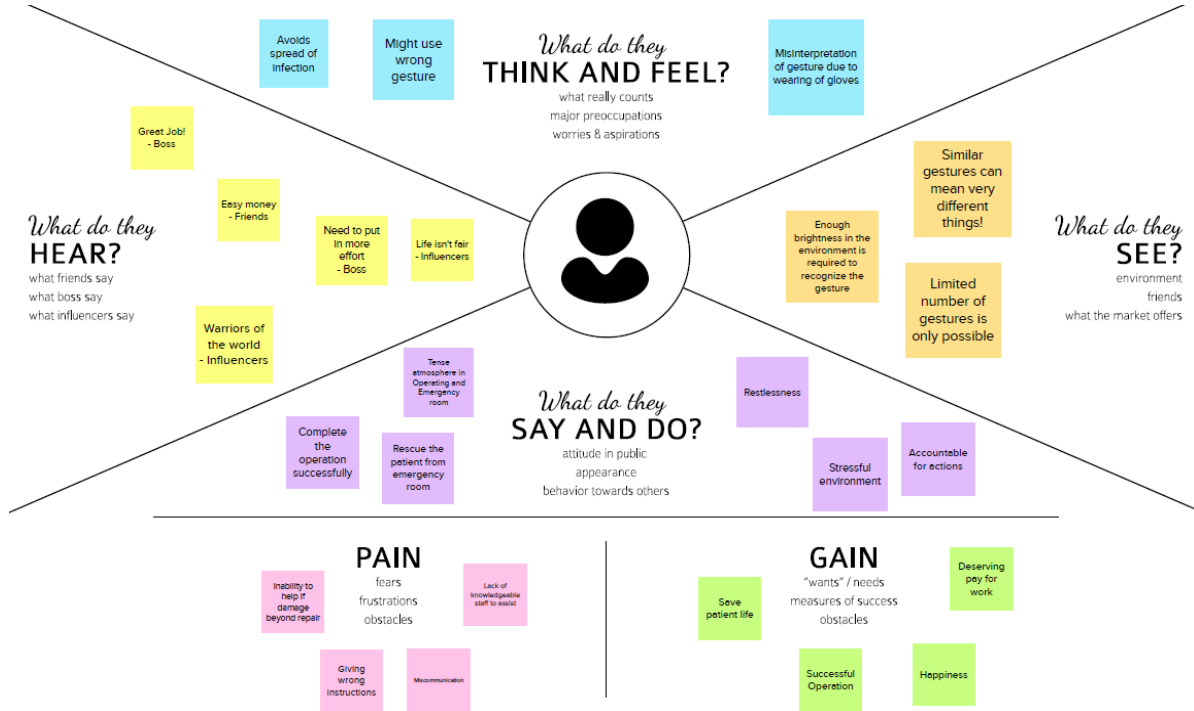 Avoids
spread of
infection
Might use
wrong
gesture
What do they
THINK AND FEEL?
what really counts
major preoccupations
worries & aspirations
Misinterpretation
of gesture due to
wearing of gloves
Great Job!
- Boss
Easy money
- Friends
Need to put
in more
effort
- Boss
Life isn't fair
- Influencers
What do they
HEAR?
what friends say
what boss say
what influencers say
Warriors of
the world
- Influencers
Similar
gestures can
mean very
different
things!
Enough
brightness in the
environment is
required to
recognize the
gesture
Limited
number of
gestures is
only possible
What do they
SEE?
environment
friends
what the market offers
Tense
atmosphere in
Operating and
Emergency
room
Complete
the
operation
successfully
Rescue the
patient from
emergency
room
What do they
SAY AND DO?
attitude in public
appearance
behavior towards others
Restlessness
Stressful
environment
Accountable
for actions
PAIN
fears
frustrations
obstacles
Inability to
help if
damage
beyond repair
Lack of
knowledgeable
staff to assist
Giving
wrong
instructions
Miscommunication
GAIN
"wants" / needs
measures of success
obstacles
Save
patient life
Deserving
pay for
work
Successful
Operation
Happiness